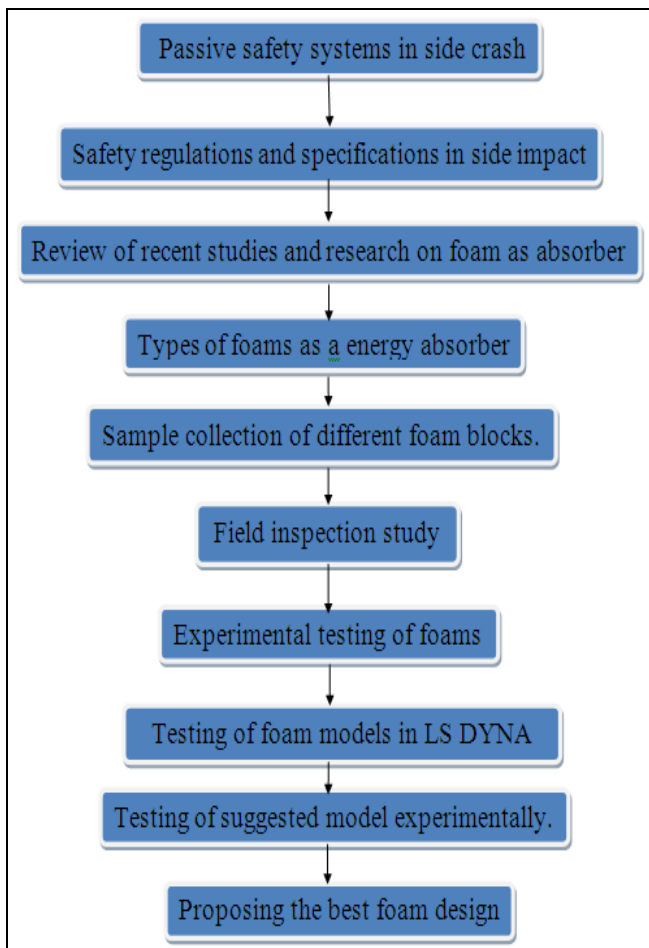 Passive safety systems in side crash
Safety regulations and specifications in side impact
Review of recent studies and research on foam as absorber
Types of foams as a energy absorber
Sample collection of different foam blocks.
Field inspection study
Experimental testing of foams
Testing of foam models in LS DYNA
Testing of suggested model experimentally.
Proposing the best foam design